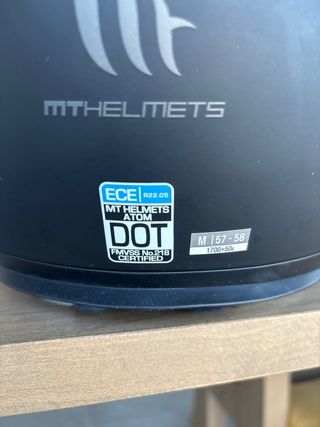 MTHELMETS
ECE R22.05
MT HELMETS
ATOM
DOT
FMVSS No.218
CERTIFIED
M 57-58
1700±50g